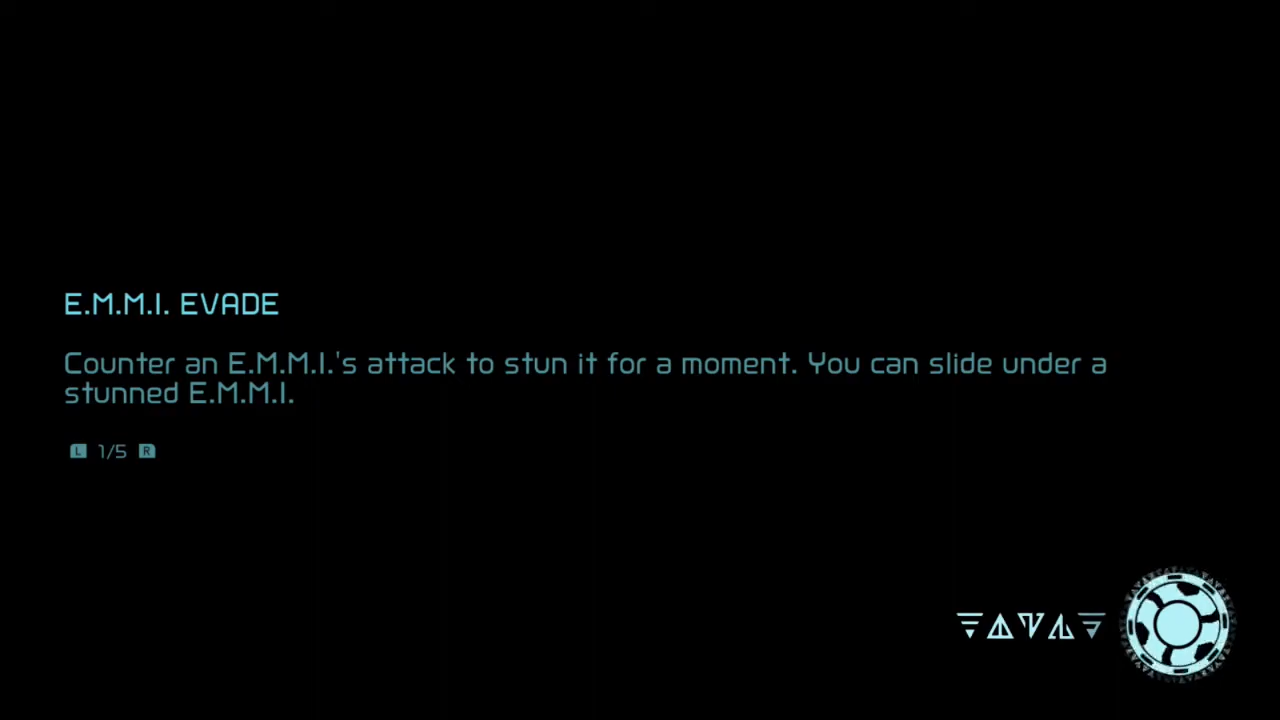 E.M.M.I. EVADE
Counter an E.M.M.I.'s attack to stun it for a moment. You can slide under a
stunned E.M.M.I.
L 1/5 R